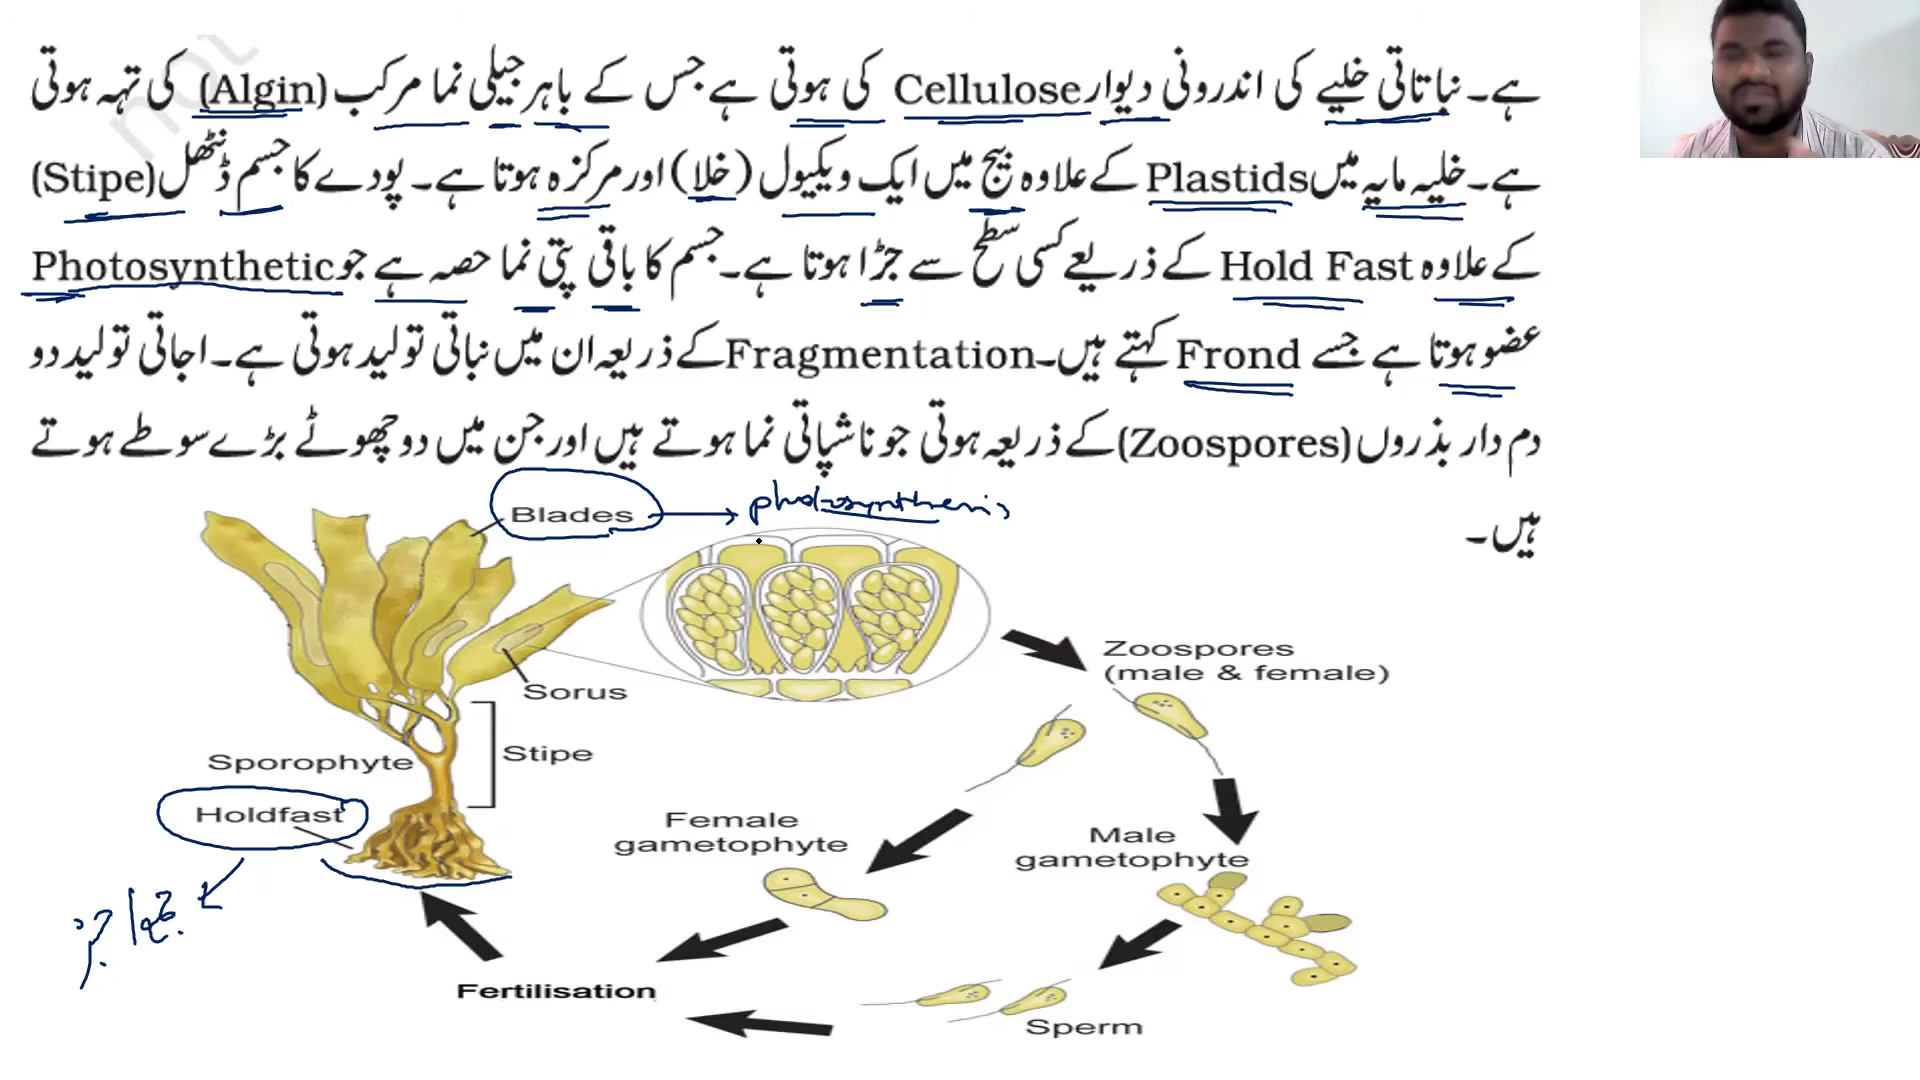 ہے۔ نباتاتی خلیے کی اندرونی دیوار Cellulose کی ہوتی ہے جس کے باہر جیلی نما مرکب (Algin) کی تہہ ہوتی
ہے۔ خلیہ مایہ میں Plastids کے علاوہ بیچ میں ایک ویکیول (خلا) اور مرکزہ ہوتا ہے۔ پودے کا جسم ڈنٹھل (Stipe)
کے علاوہ Hold Fast کے ذریعے کسی سطح سے جڑا ہوتا ہے۔ جسم کا باقی پتی نما حصہ ہے جو Photosynthetic
عضو ہوتا ہے جسے Frond کہتے ہیں۔ Fragmentation کے ذریعہ ان میں نباتی تولید ہوتی ہے۔ اجاتی تولید دو
دم دار بذروں (Zoospores) کے ذریعہ ہوتی جو ناشپاتی نما ہوتے ہیں اور جن میں دو چھوٹے بڑے سوطے ہوتے
ہیں۔
Blades
photosynthesis
Zoospores
(male & female)
Sorus
Stipe
Sporophyte
Holdfast
Female
gametophyte
Male
gametophyte
Fertilisation
Sperm